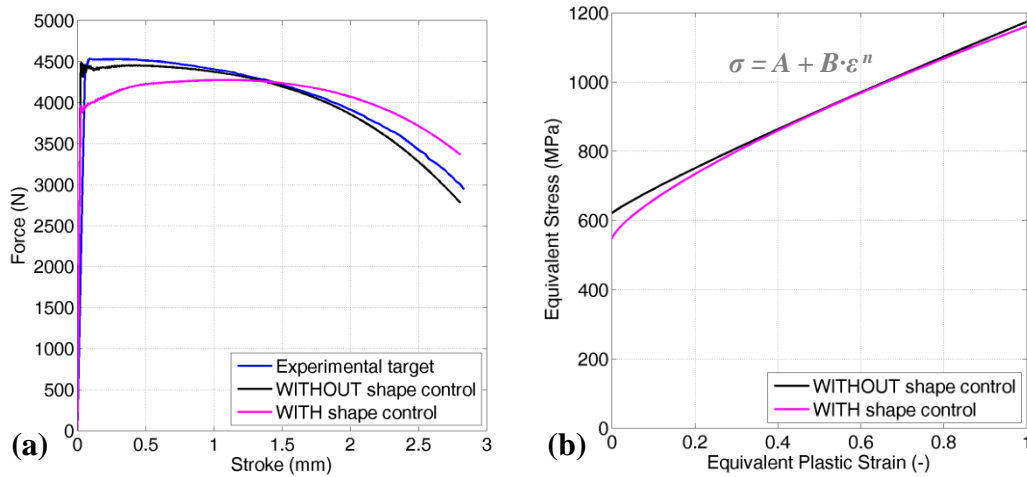 5000
4500
4000
3500
3000
2500
2000
1500
1000
500
0
Force (N)
Experimental target
WITHOUT shape control
WITH shape control
0 0.5 1 1.5 2 2.5 3
Stroke (mm)
(a)
1200
1000
800
600
400
200
0
Equivalent Stress (MPa)
σ = A + B·ε^n
WITHOUT shape control
WITH shape control
0 0.2 0.4 0.6 0.8 1
Equivalent Plastic Strain (-)
(b)